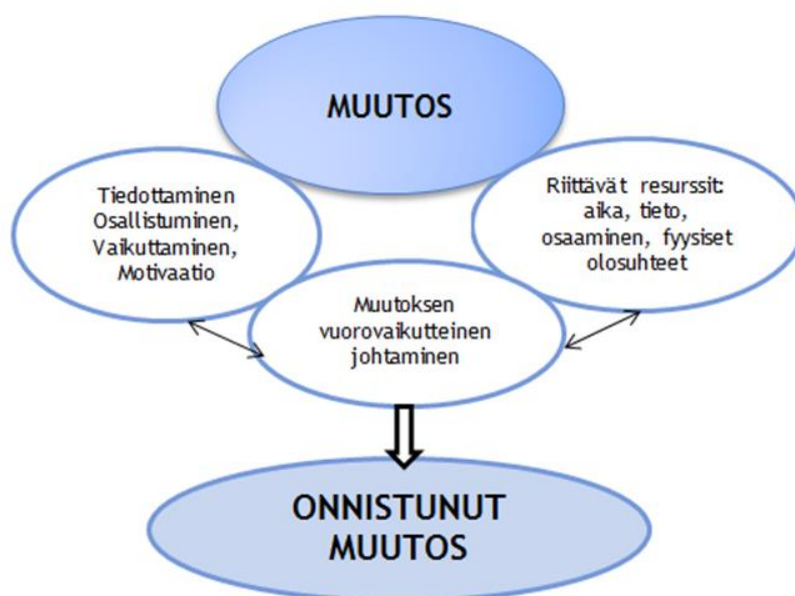 MUUTOS
Tiedottaminen
Osallistuminen,
Vaikuttaminen,
Motivaatio
Riittävät resurssit:
aika, tieto,
osaaminen, fyysiset
olosuhteet
Muutoksen
vuorovaikutteinen
johtaminen
ONNISTUNUT
MUUTOS